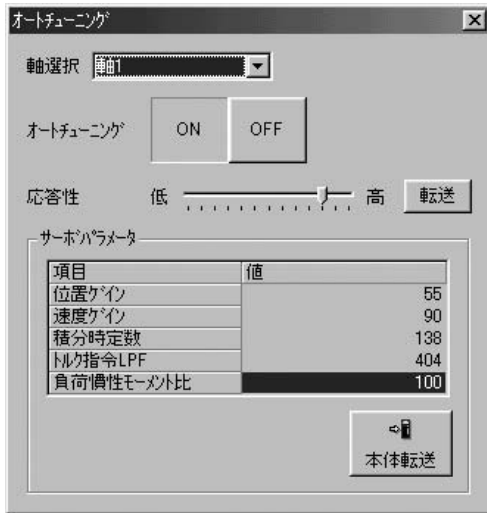 オートチューニング
軸選択 軸1
オートチューニング ON OFF
応答性 低 高 転送
サーボパラメータ
項目 値
位置ゲイン 55
速度ゲイン 90
積分時定数 138
トルク指令LPF 404
負荷慣性モーメント比 100
本体転送